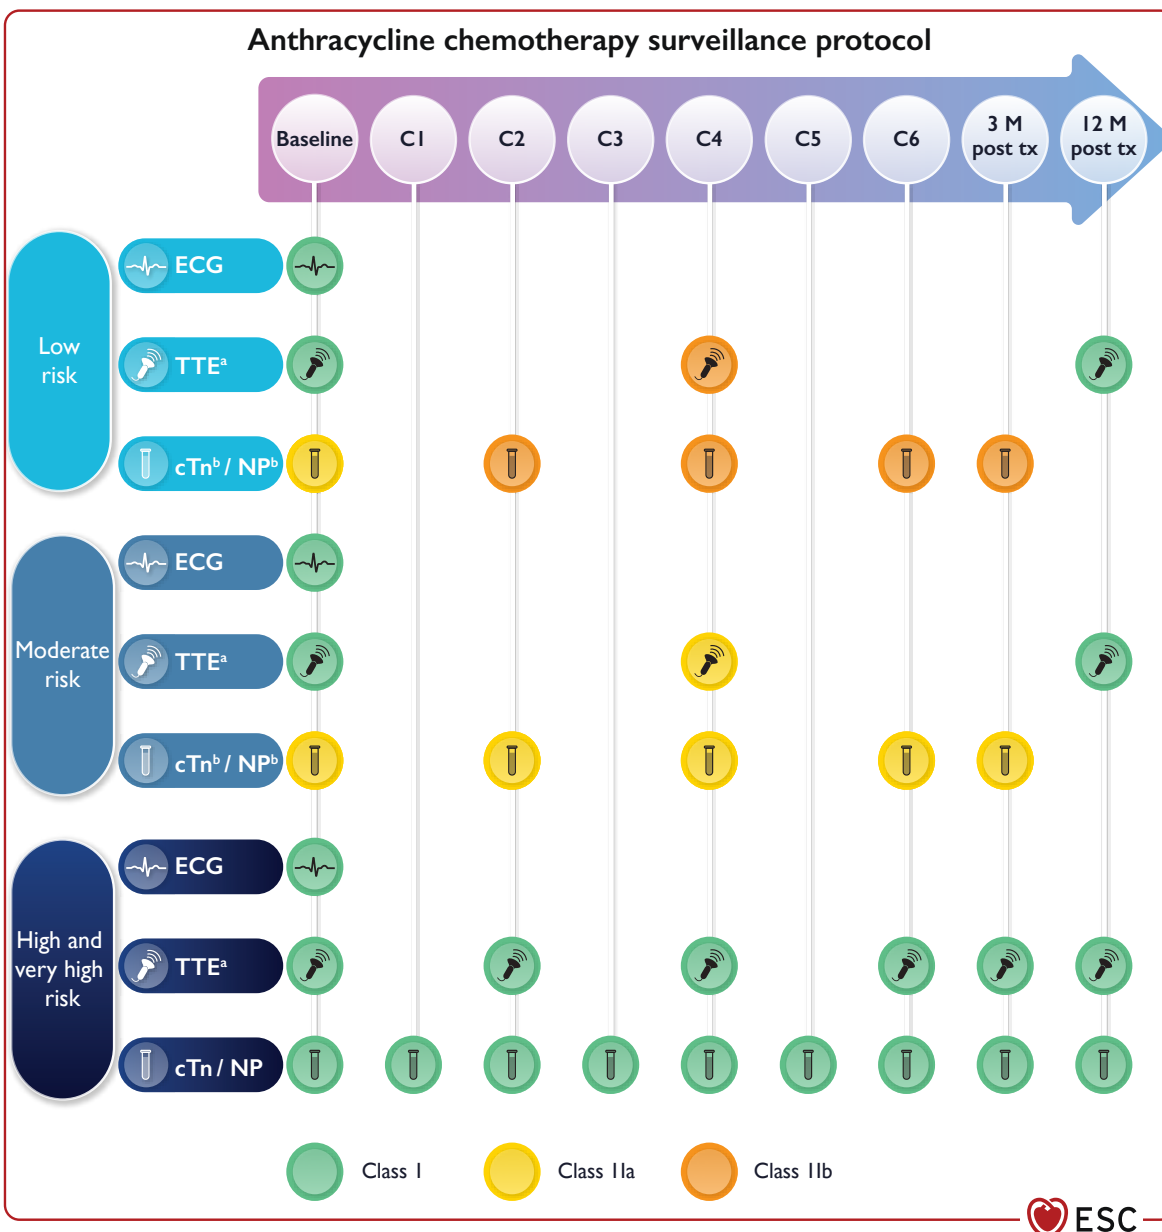 Anthracycline chemotherapy surveillance protocol
Baseline
C1
C2
C3
C4
C5
C6
3 M
post tx
12 M
post tx
Low
risk
ECG
TTEᵃ
cTnᵇ / NPᵇ
Moderate
risk
ECG
TTEᵃ
cTnᵇ / NPᵇ
High and
very high
risk
ECG
TTEᵃ
cTn / NP
Class I
Class IIa
Class IIb
ESC